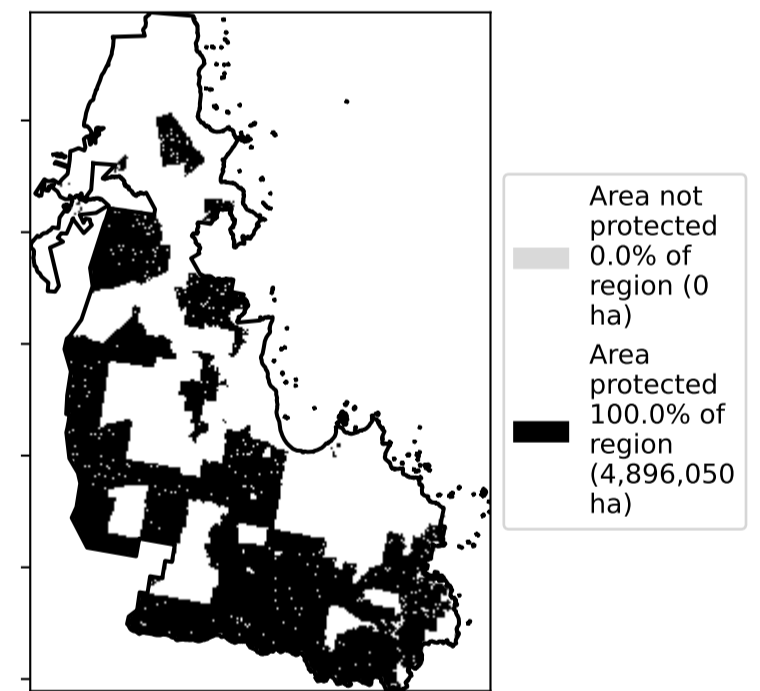 Area not
protected
0.0% of
region (0
ha)
Area
protected
100.0% of
region
(4,896,050
ha)